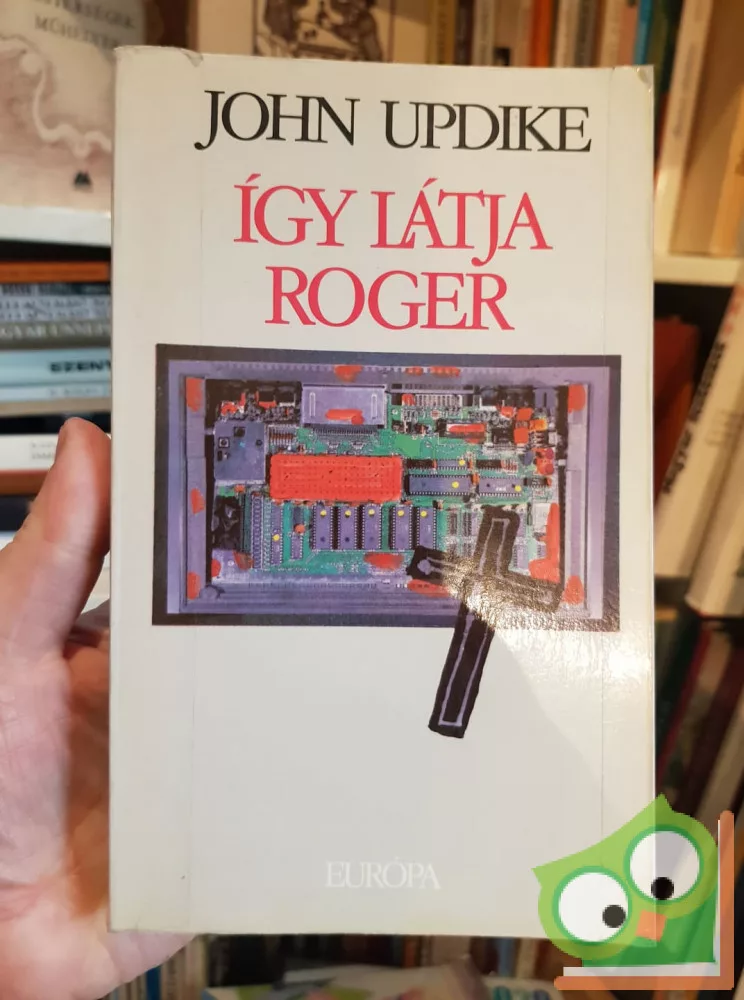 JOHN UPDIKE
ÍGY LÁTJA
ROGER
EURÓPA